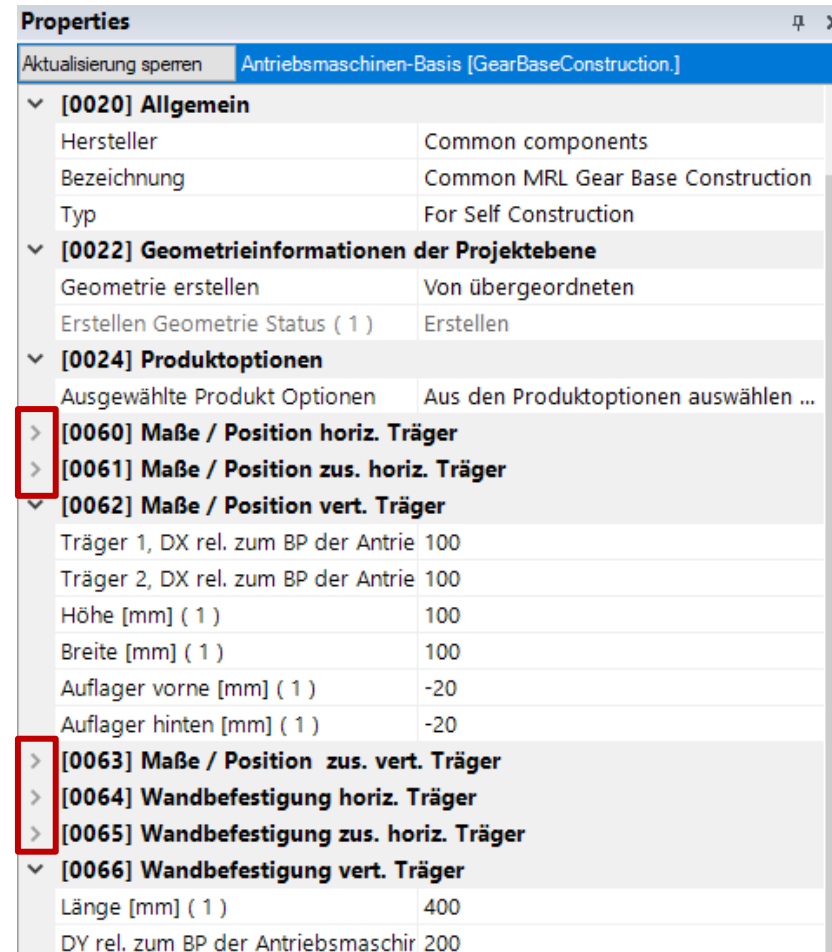 Properties
Aktualisierung sperren Antriebsmaschinen-Basis [GearBaseConstruction.]
[0020] Allgemein
Hersteller Common components
Bezeichnung Common MRL Gear Base Construction
Typ For Self Construction
[0022] Geometrieinformationen der Projektebene
Geometrie erstellen Von übergeordneten
Erstellen Geometrie Status ( 1 ) Erstellen
[0024] Produktoptionen
Ausgewählte Produkt Optionen Aus den Produktoptionen auswählen ...
[0060] Maße / Position horiz. Träger
[0061] Maße / Position zus. horiz. Träger
[0062] Maße / Position vert. Träger
Träger 1, DX rel. zum BP der Antrie 100
Träger 2, DX rel. zum BP der Antrie 100
Höhe [mm] ( 1 ) 100
Breite [mm] ( 1 ) 100
Auflager vorne [mm] ( 1 ) -20
Auflager hinten [mm] ( 1 ) -20
[0063] Maße / Position  zus. vert. Träger
[0064] Wandbefestigung horiz. Träger
[0065] Wandbefestigung zus. horiz. Träger
[0066] Wandbefestigung vert. Träger
Länge [mm] ( 1 ) 400
DY rel. zum BP der Antriebsmaschir 200